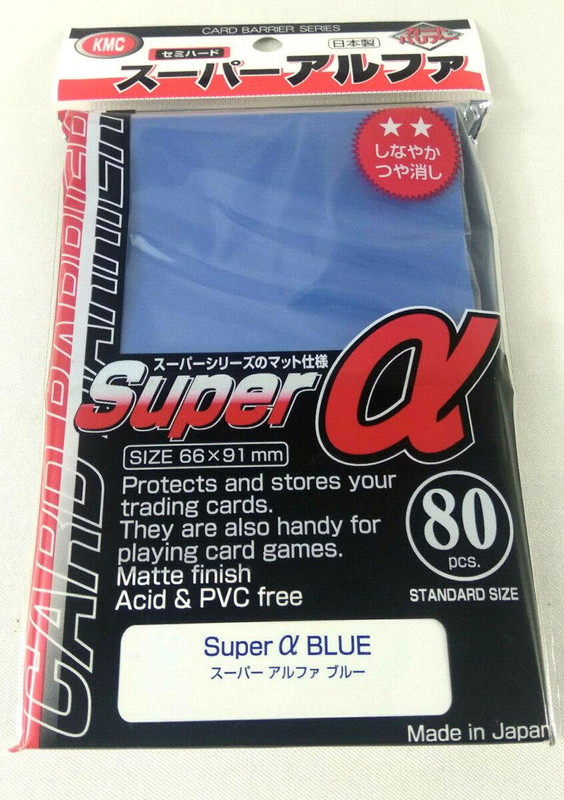 CARD BARRIER SERIES
KMC
セミハード
日本製
スーパーアルファ
★★
しなやか
つや消し
CARD BARRIER
CARD BARRIER
スーパーシリーズのマット仕様
Super α
SIZE 66×91mm
Protects and stores your
trading cards.
They are also handy for
playing card games.
Matte finish
Acid & PVC free
80
pcs.
STANDARD SIZE
Super α BLUE
スーパー アルファ ブルー
Made in Japan